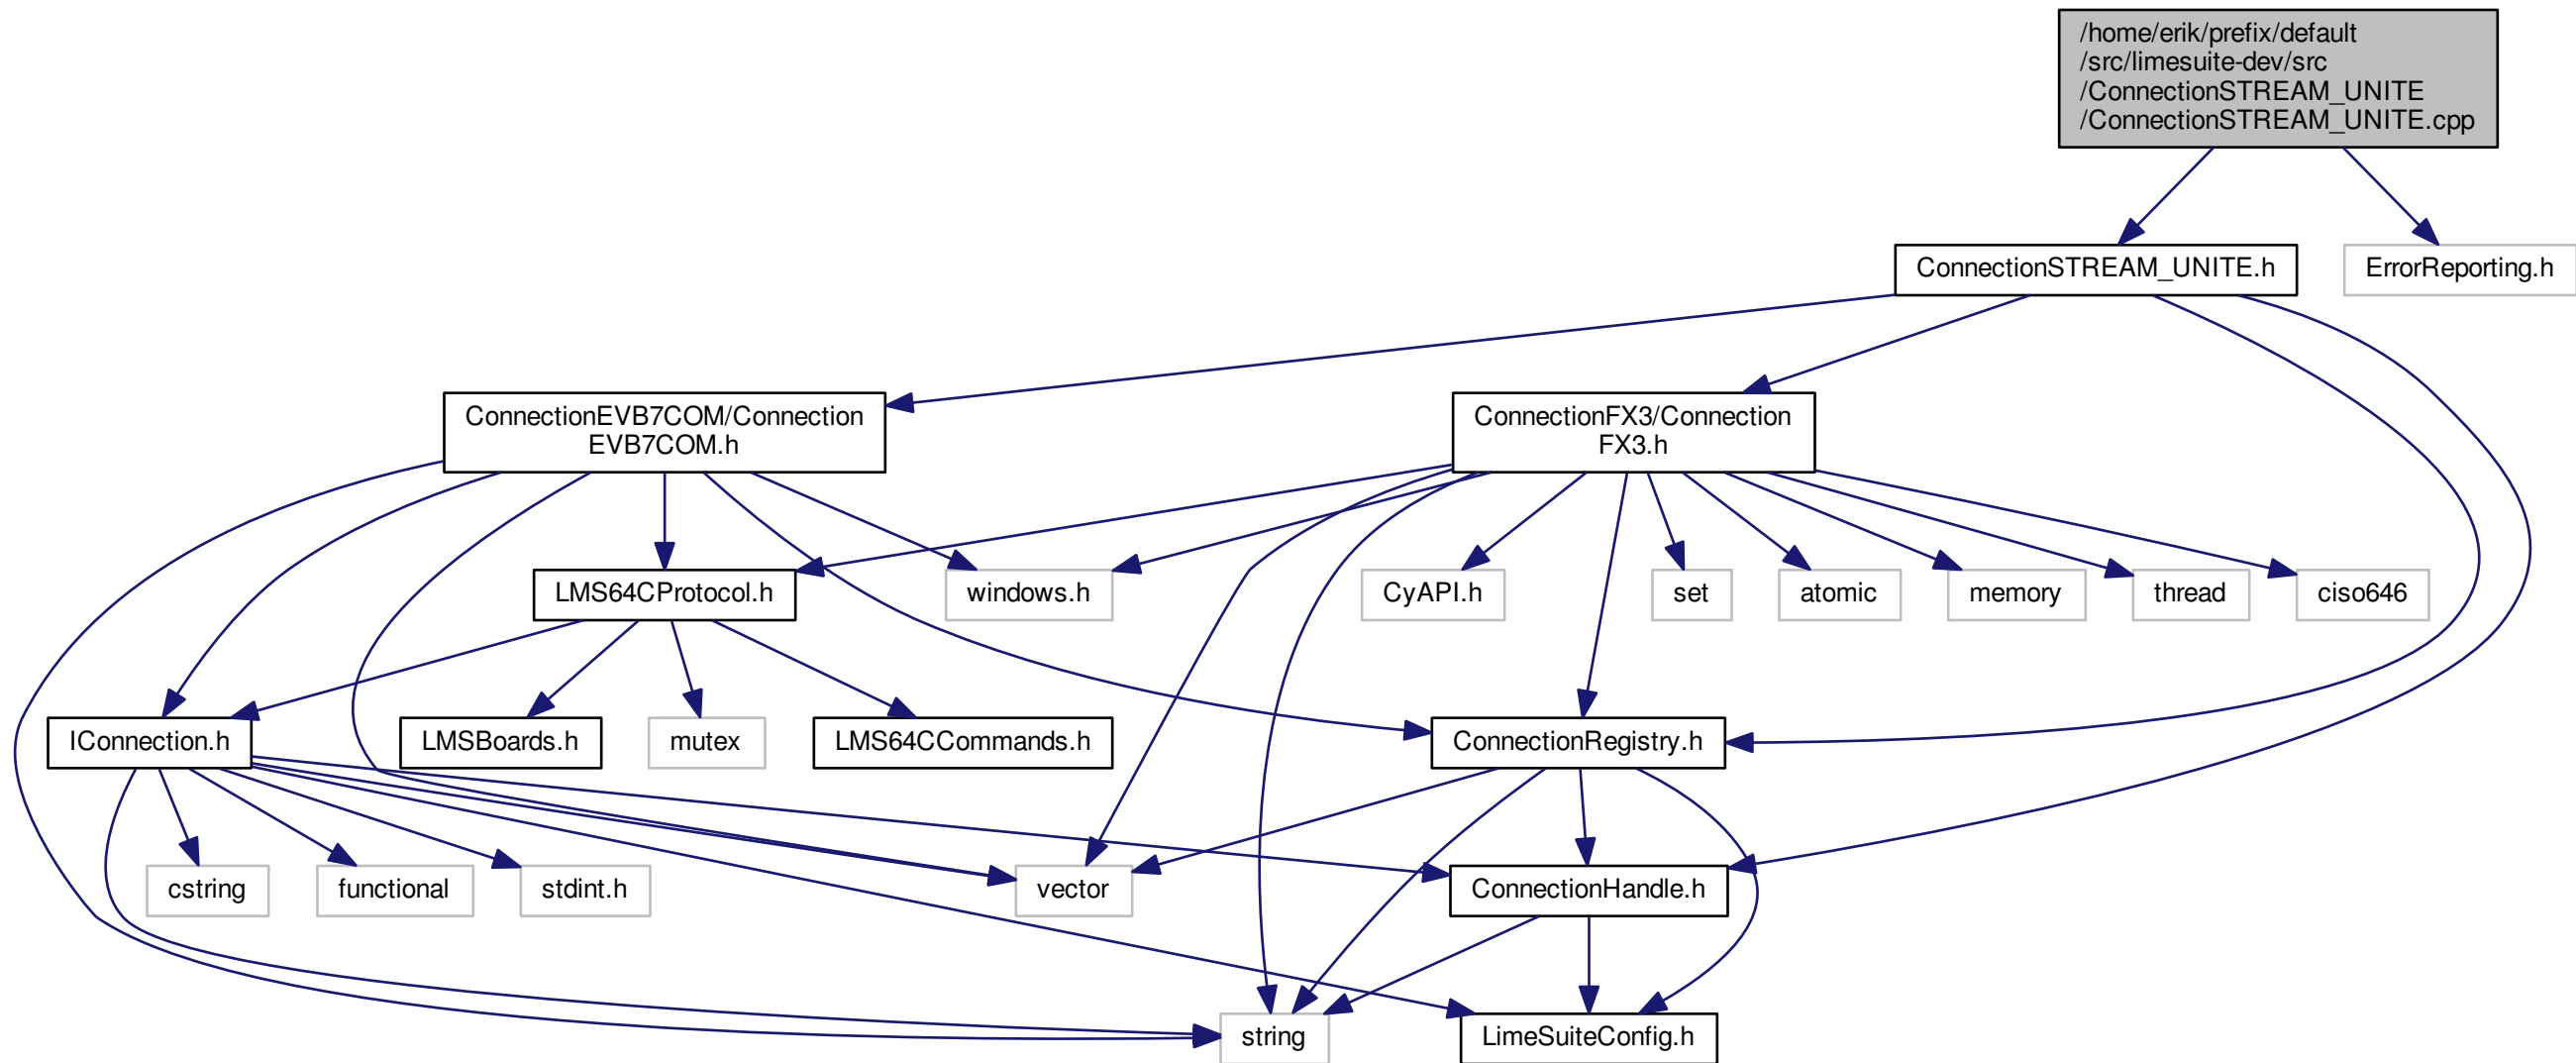 /home/erik/prefix/default
/src/limesuite-dev/src
/ConnectionSTREAM_UNITE
/ConnectionSTREAM_UNITE.cpp
ConnectionSTREAM_UNITE.h
ErrorReporting.h
ConnectionEVB7COM/Connection
EVB7COM.h
ConnectionFX3/Connection
FX3.h
LMS64CProtocol.h
windows.h
CyAPI.h
set
atomic
memory
thread
ciso646
IConnection.h
LMSBoards.h
mutex
LMS64CCommands.h
ConnectionRegistry.h
cstring
functional
stdint.h
vector
ConnectionHandle.h
string
LimeSuiteConfig.h